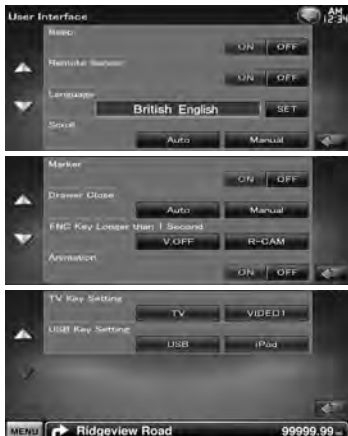 User Interface
AM
12:34
Beep
ON OFF
Remote Sensor
ON OFF
Language
British English SET
Scroll
Auto Manual
Marker
ON OFF
Drawer Close
Auto Manual
ENC Key Longer than 1 Second
V.OFF R-CAM
Animation
ON OFF
TV Key Setting
TV VIDEO1
USB Key Setting
USB iPod
MENU Ridgeview Road 99999.99